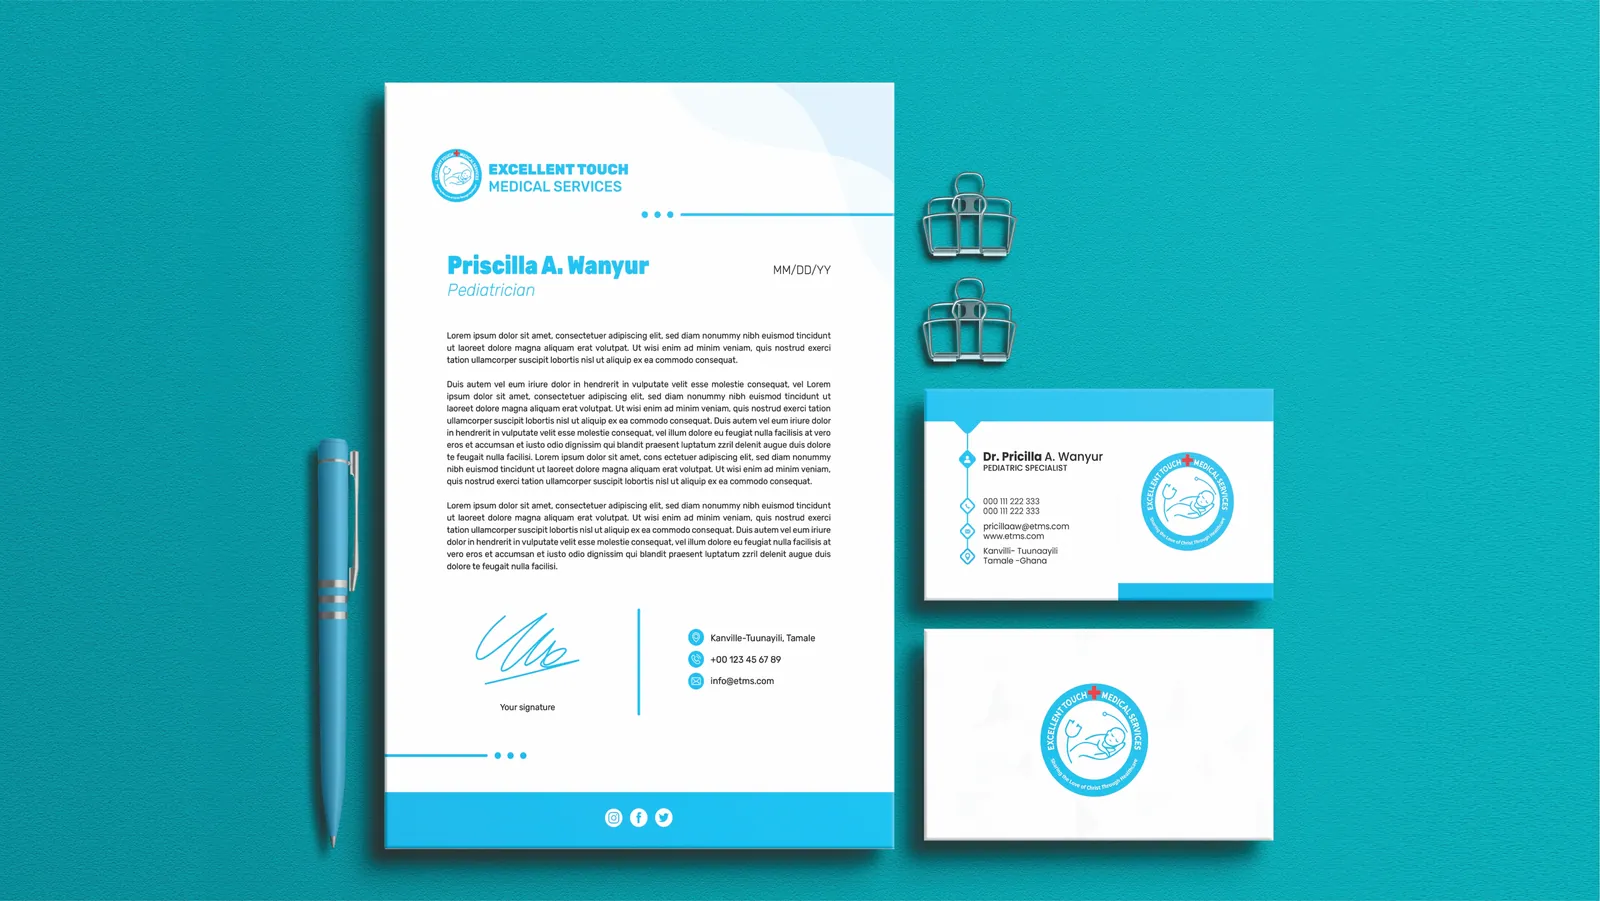 EXCELLENT TOUCH
MEDICAL SERVICES
Priscilla A. Wanyur
Pediatrician
MM/DD/YY
Lorem ipsum dolor sit amet, consectetuer adipiscing elit, sed diam nonummy nibh euismod tincidunt
ut laoreet dolore magna aliquam erat volutpat. Ut wisi enim ad minim veniam, quis nostrud exerci
tation ullamcorper suscipit lobortis nisl ut aliquip ex ea commodo consequat.
Duis autem vel eum iriure dolor in hendrerit in vulputate velit esse molestie consequat, vel Lorem
ipsum dolor sit amet, consectetuer adipiscing elit, sed diam nonummy nibh euismod tincidunt ut
laoreet dolore magna aliquam erat volutpat. Ut wisi enim ad minim veniam, quis nostrud exerci tation
ullamcorper suscipit lobortis nisl ut aliquip ex ea commodo consequat. Duis autem vel eum iriure dolor
in hendrerit in vulputate velit esse molestie consequat, vel illum dolore eu feugiat nulla facilisis at vero
eros et accumsan et iusto odio dignissim qui blandit praesent luptatum zzril delenit augue duis dolore
te feugait nulla facilisi. Lorem ipsum dolor sit amet, cons ectetuer adipiscing elit, sed diam nonummy
nibh euismod tincidunt ut laoreet dolore magna aliquam erat volutpat. Ut wisi enim ad minim veniam,
quis nostrud exerci tation ullamcorper suscipit lobortis nisl ut aliquip ex ea commodo consequat.
Lorem ipsum dolor sit amet, consectetuer adipiscing elit, sed diam nonummy nibh euismod tincidunt
ut laoreet dolore magna aliquam erat volutpat. Ut wisi enim ad minim veniam, quis nostrud exerci
tation ullamcorper suscipit lobortis nisl ut aliquip ex ea commodo consequat. Duis autem vel eum iriure
dolor in hendrerit in vulputate velit esse molestie consequat, vel illum dolore eu feugiat nulla facilisis at
vero eros et accumsan et iusto odio dignissim qui blandit praesent luptatum zzril delenit augue duis
dolore te feugait nulla facilisi.
Your signature
Kanville-Tuunayili, Tamale
+00 123 45 67 89
info@etms.com
Dr. Pricilla A. Wanyur
PEDIATRIC SPECIALIST
000 111 222 333
000 111 222 333
pricillaaw@etms.com
www.etms.com
Kanvilli- Tuunaayili
Tamale -Ghana
EXCELLENT TOUCH MEDICAL SERVICES
Sharing the Love of Christ Through Healthcare
EXCELLENT TOUCH MEDICAL SERVICES
Sharing the Love of Christ Through Healthcare